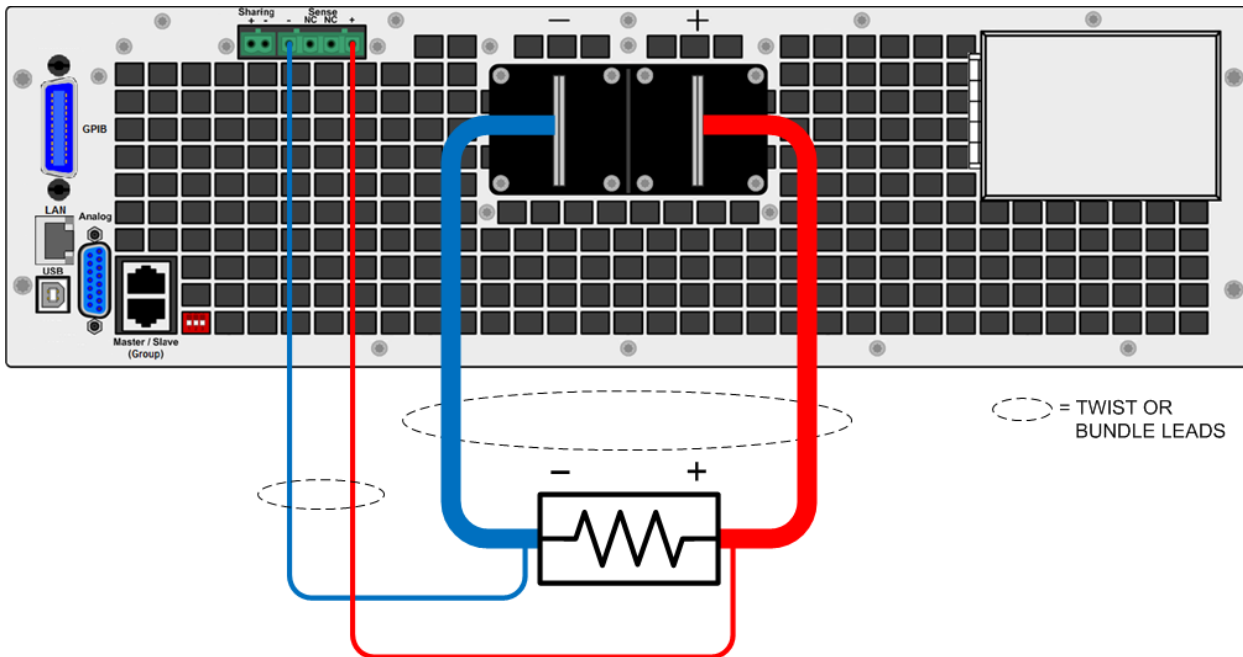 Sharing Sense
+ - - NC NC +
− +
GPIB
LAN
Analog
USB
Master / Slave
(Group)
= TWIST OR
BUNDLE LEADS
− +